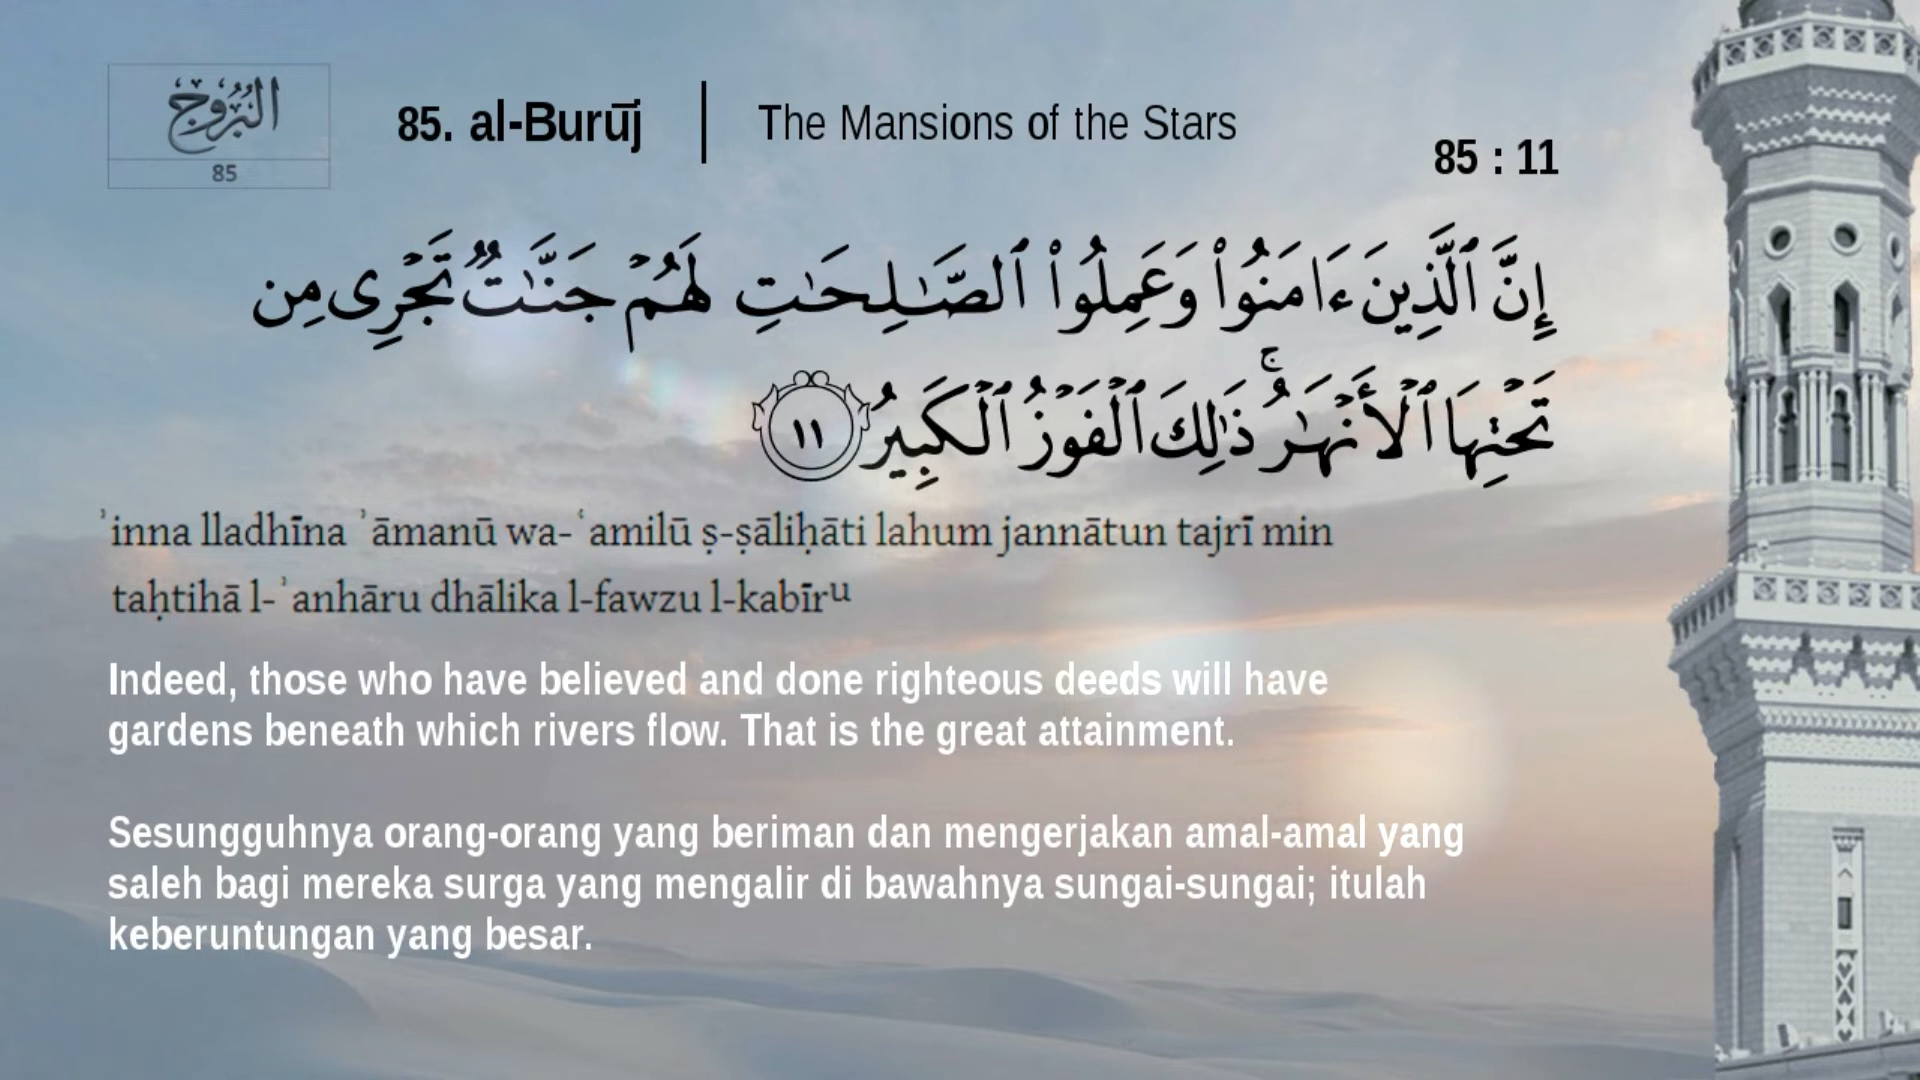 البُرُوج
85
85. al-Burūj
The Mansions of the Stars
85 : 11
إِنَّ ٱلَّذِينَ ءَامَنُوا۟ وَعَمِلُوا۟ ٱلصَّـٰلِحَـٰتِ لَهُمْ جَنَّـٰتٌ تَجْرِى مِن
تَحْتِهَا ٱلْأَنْهَـٰرُ ۚ ذَٰلِكَ ٱلْفَوْزُ ٱلْكَبِيرُ ١١
ʾinna lladhīna ʾāmanū wa-ʿamilū ṣ-ṣāliḥāti lahum jannātun tajrī min
taḥtihā l-ʾanhāru dhālika l-fawzu l-kabīrᵘ
Indeed, those who have believed and done righteous deeds will have
gardens beneath which rivers flow. That is the great attainment.
Sesungguhnya orang-orang yang beriman dan mengerjakan amal-amal yang
saleh bagi mereka surga yang mengalir di bawahnya sungai-sungai; itulah
keberuntungan yang besar.